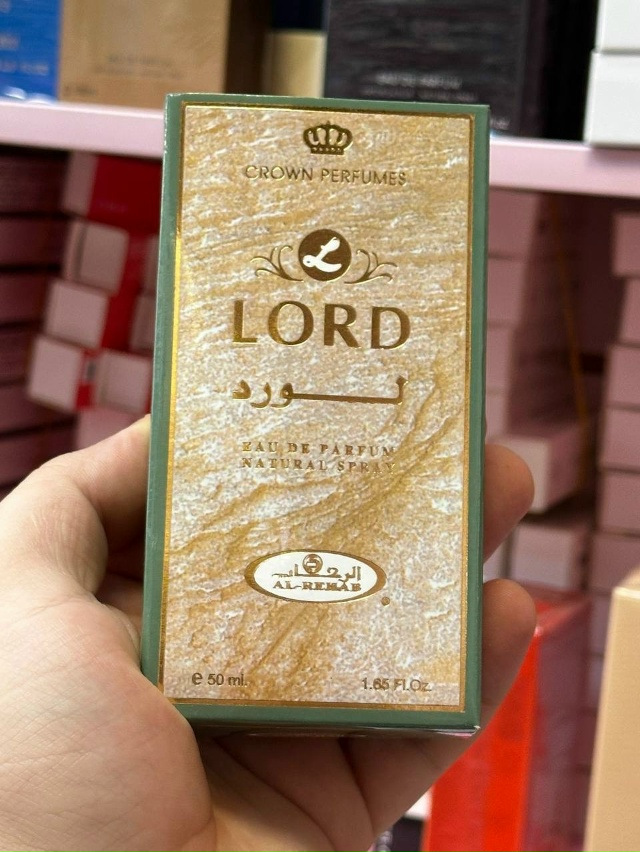 CROWN PERFUMES
L
LORD
لورد
EAU DE PARFUM
NATURAL SPRAY
الرحاب
AL-REHAB
e 50 ml.
1.65 Fl.Oz.